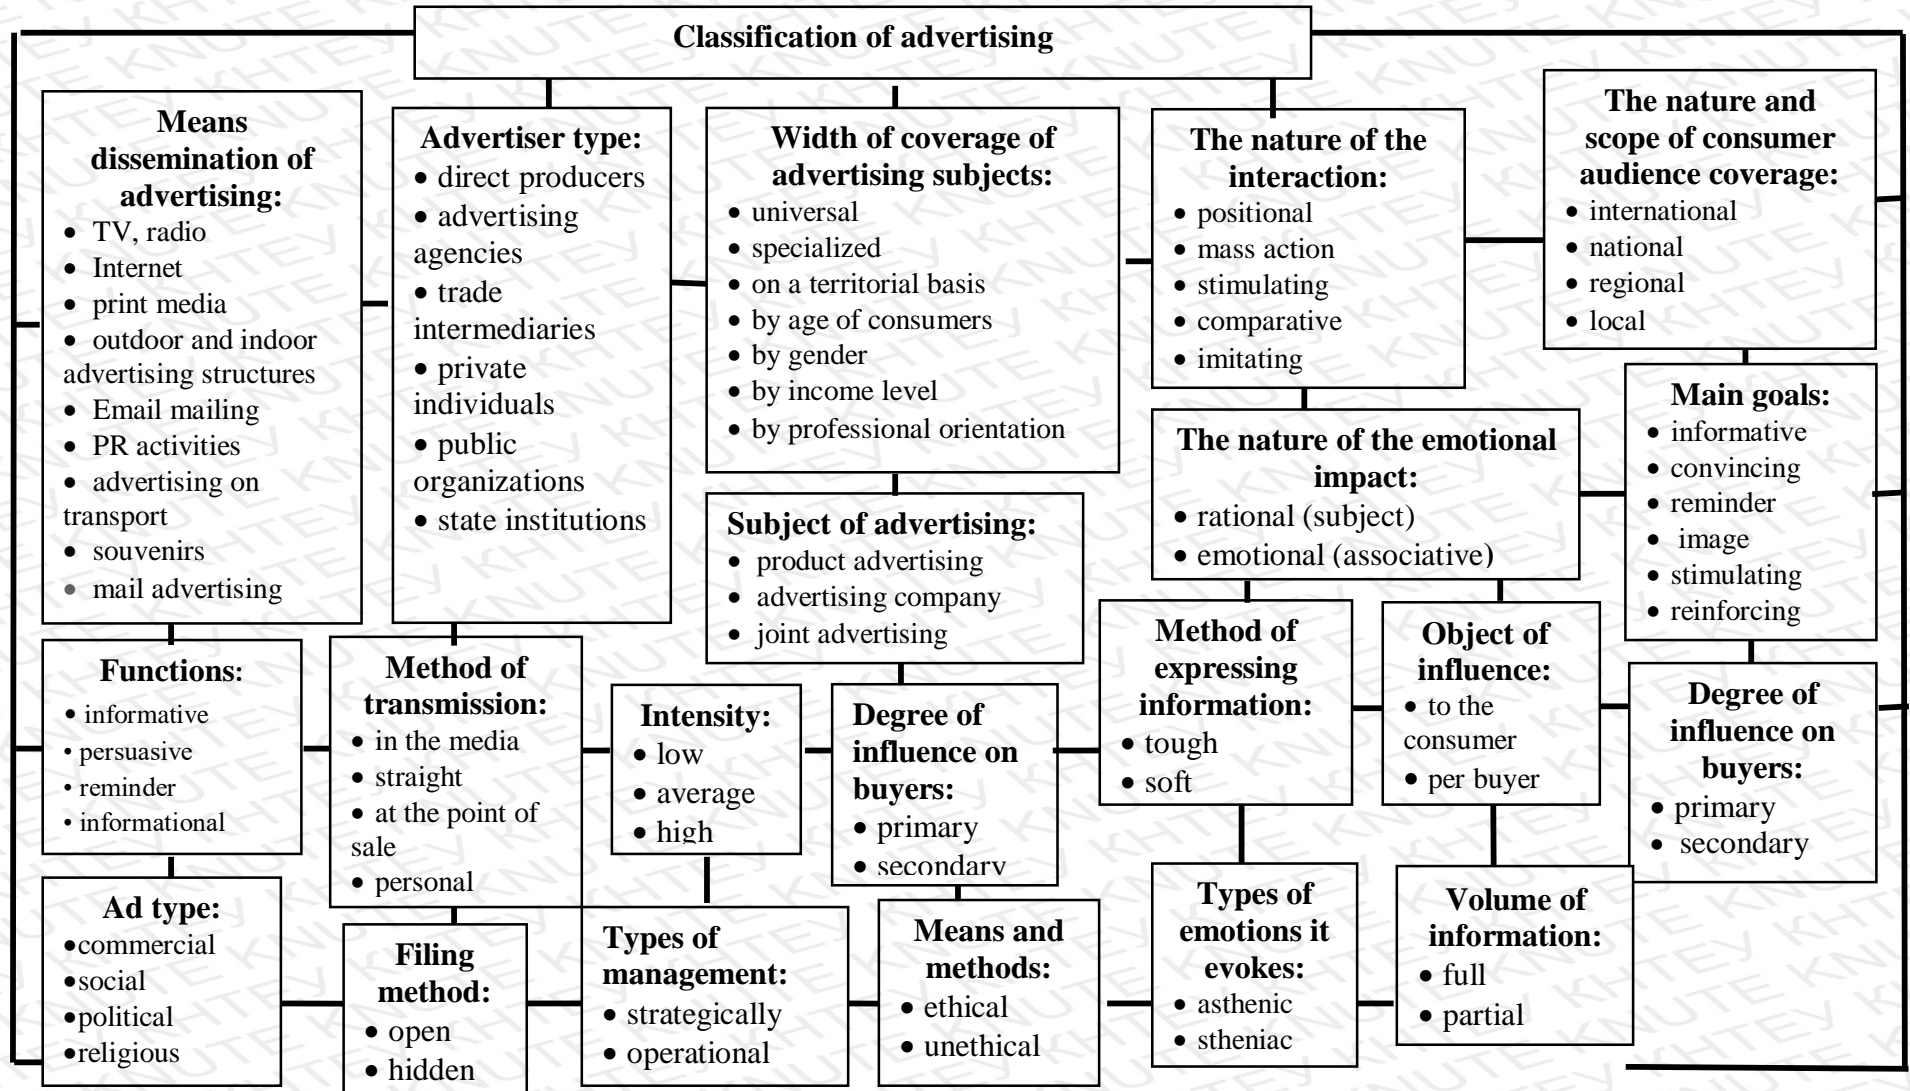 Classification of advertising
Means
dissemination of
advertising:
• TV, radio
• Internet
• print media
• outdoor and indoor
advertising structures
• Email mailing
• PR activities
• advertising on
transport
• souvenirs
• mail advertising
Advertiser type:
• direct producers
• advertising
agencies
• trade
intermediaries
• private
individuals
• public
organizations
• state institutions
Width of coverage of
advertising subjects:
• universal
• specialized
• on a territorial basis
• by age of consumers
• by gender
• by income level
• by professional orientation
The nature of the
interaction:
• positional
• mass action
• stimulating
• comparative
• imitating
The nature and
scope of consumer
audience coverage:
• international
• national
• regional
• local
The nature of the emotional
impact:
• rational (subject)
• emotional (associative)
Main goals:
• informative
• convincing
• reminder
• image
• stimulating
• reinforcing
Subject of advertising:
• product advertising
• advertising company
• joint advertising
Functions:
• informative
• persuasive
• reminder
• informational
Method of
transmission:
• in the media
• straight
• at the point of
sale
• personal
Intensity:
• low
• average
• high
Degree of
influence on
buyers:
• primary
• secondary
Method of
expressing
information:
• tough
• soft
Object of
influence:
• to the
consumer
• per buyer
Degree of
influence on
buyers:
• primary
• secondary
Ad type:
•commercial
•social
•political
•religious
Filing
method:
• open
• hidden
Types of
management:
• strategically
• operational
Means and
methods:
• ethical
• unethical
Types of
emotions it
evokes:
• asthenic
• stheniac
Volume of
information:
• full
• partial
KNUTE KHTEY KNUTE KHTEY